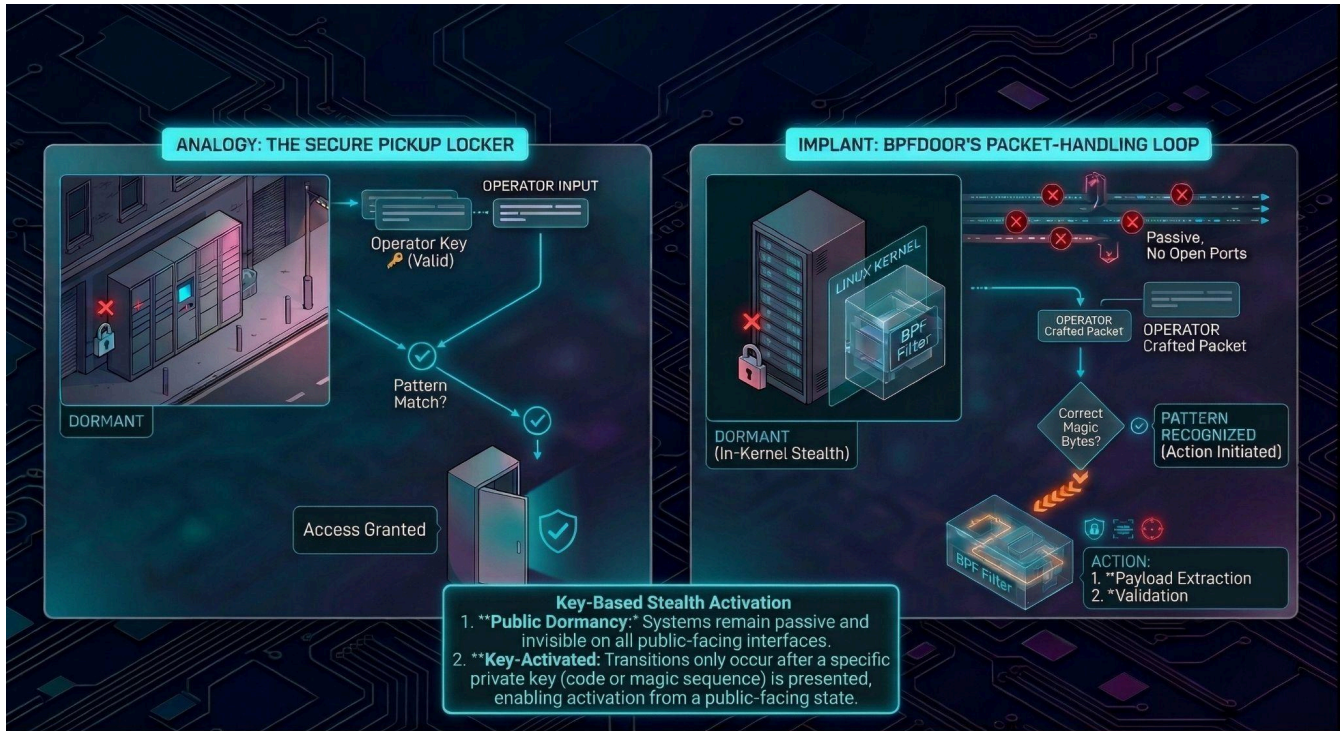 ANALOGY: THE SECURE PICKUP LOCKER
OPERATOR INPUT
Operator Key
🔑 (Valid)
Pattern
Match?
DORMANT
Access Granted
IMPLANT: BPFDOOR'S PACKET-HANDLING LOOP
LINUX KERNEL
BPF
Filter
Passive,
No Open Ports
OPERATOR
Crafted Packet
OPERATOR
Crafted Packet
DORMANT
(In-Kernel Stealth)
Correct
Magic
Bytes?
PATTERN
RECOGNIZED
(Action Initiated)
BPF Filter
ACTION:
1. **Payload Extraction
2. *Validation
Key-Based Stealth Activation
1. **Public Dormancy:* Systems remain passive and
invisible on all public-facing interfaces.
2. **Key-Activated: Transitions only occur after a specific
private key (code or magic sequence) is presented,
enabling activation from a public-facing state.